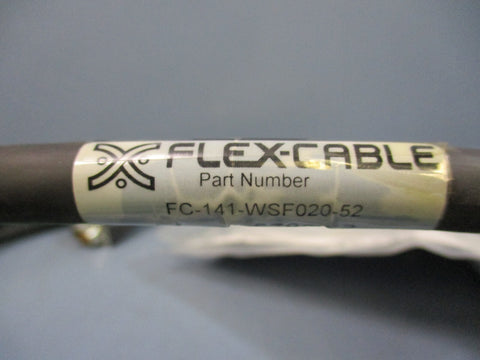 FLEX-CABLE
Part Number
FC-141-WSF020-52